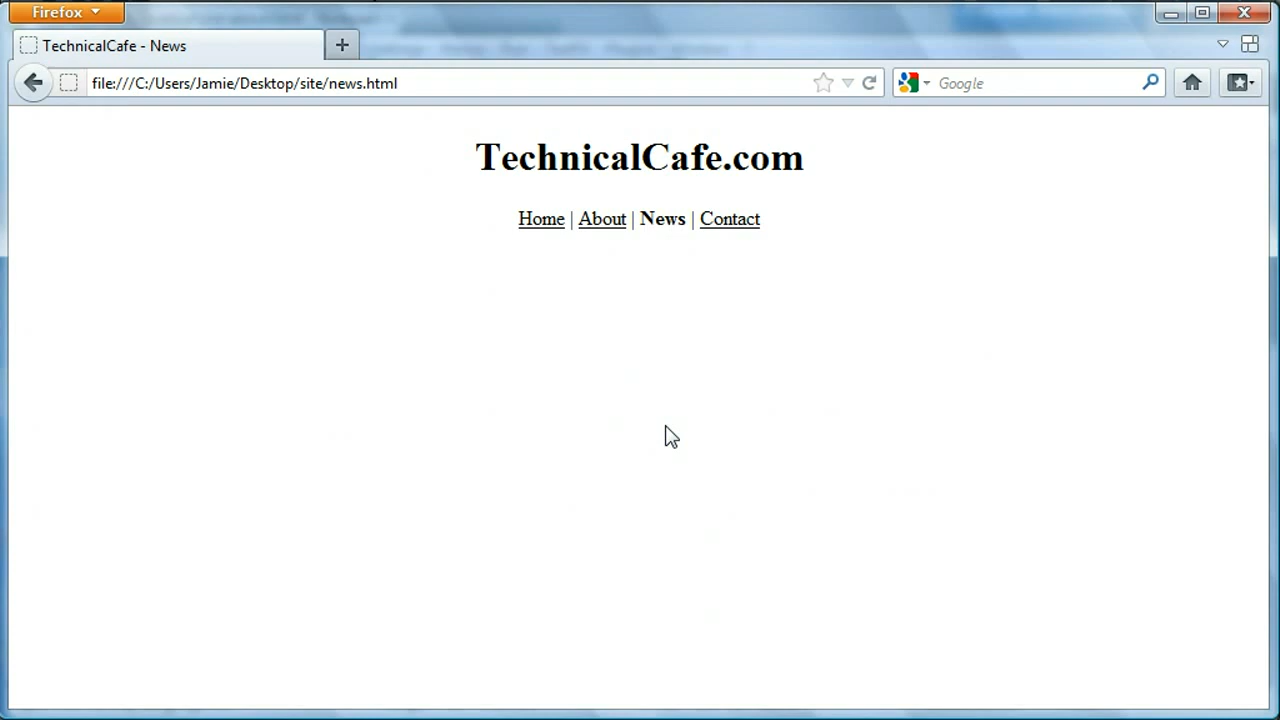 Firefox
TechnicalCafe - News
file:///C:/Users/Jamie/Desktop/site/news.html
Google
TechnicalCafe.com
Home | About | News | Contact